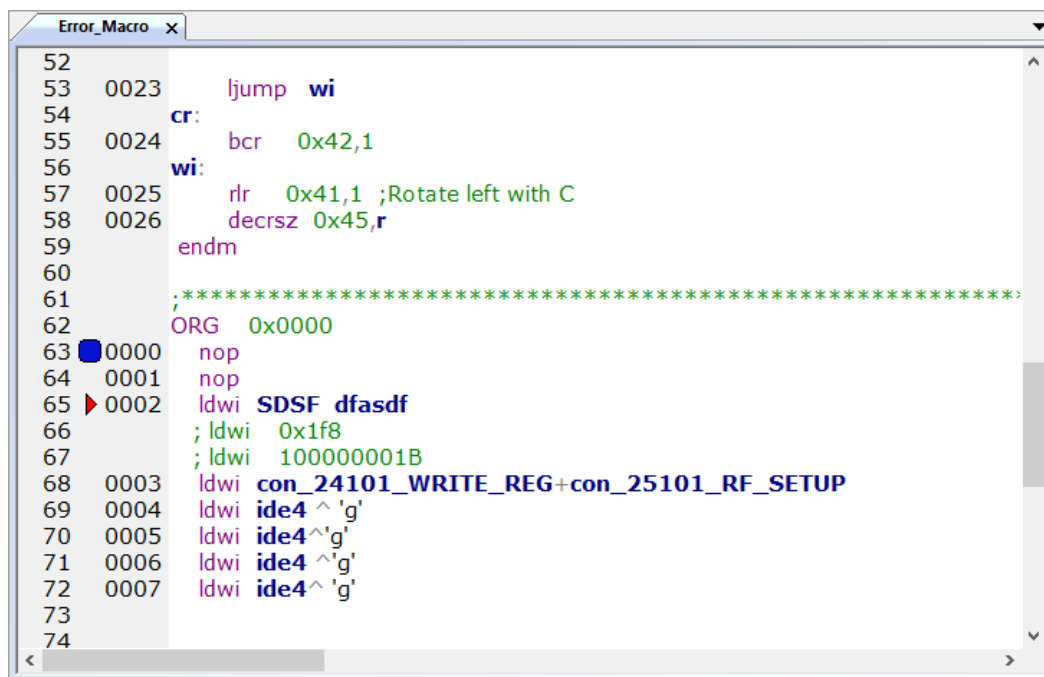 Error_Macro x
52
53 0023 ljump wi
54 cr:
55 0024 bcr 0x42,1
56 wi:
57 0025 rlr 0x41,1 ;Rotate left with C
58 0026 decrsz 0x45,r
59 endm
60
61 ;***********************************************************
62 ORG 0x0000
63 0000 nop
64 0001 nop
65 0002 ldwi SDSF dfasdf
66 ; ldwi 0x1f8
67 ; ldwi 100000001B
68 0003 ldwi con_24101_WRITE_REG+con_25101_RF_SETUP
69 0004 ldwi ide4 ^ 'g'
70 0005 ldwi ide4^'g'
71 0006 ldwi ide4 ^'g'
72 0007 ldwi ide4^ 'g'
73
74